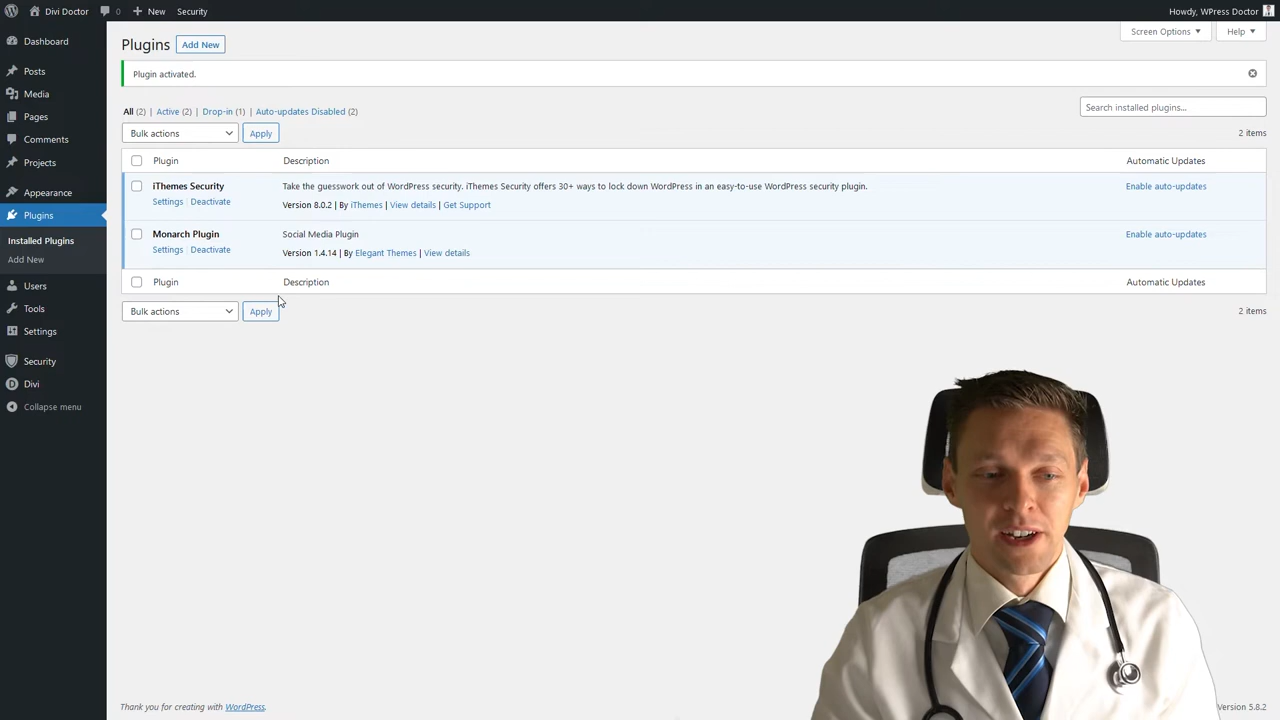 Divi Doctor 0 New Security Howdy, WPress Doctor
Dashboard
Posts
Media
Pages
Comments
Projects
Appearance
Plugins
Installed Plugins
Add New
Users
Tools
Settings
Security
Divi
Collapse menu
Plugins Add New Screen Options Help
Plugin activated.
All (2) | Active (2) | Drop-in (1) | Auto-updates Disabled (2)
Search installed plugins...
Bulk actions Apply 2 items
Plugin Description Automatic Updates
iThemes Security Take the guesswork out of WordPress security. iThemes Security offers 30+ ways to lock down WordPress in an easy-to-use WordPress security plugin. Enable auto-updates
Settings | Deactivate Version 8.0.2 | By iThemes | View details | Get Support
Monarch Plugin Social Media Plugin Enable auto-updates
Settings | Deactivate Version 1.4.14 | By Elegant Themes | View details
Plugin Description Automatic Updates
Bulk actions Apply 2 items
Thank you for creating with WordPress. Version 5.8.2